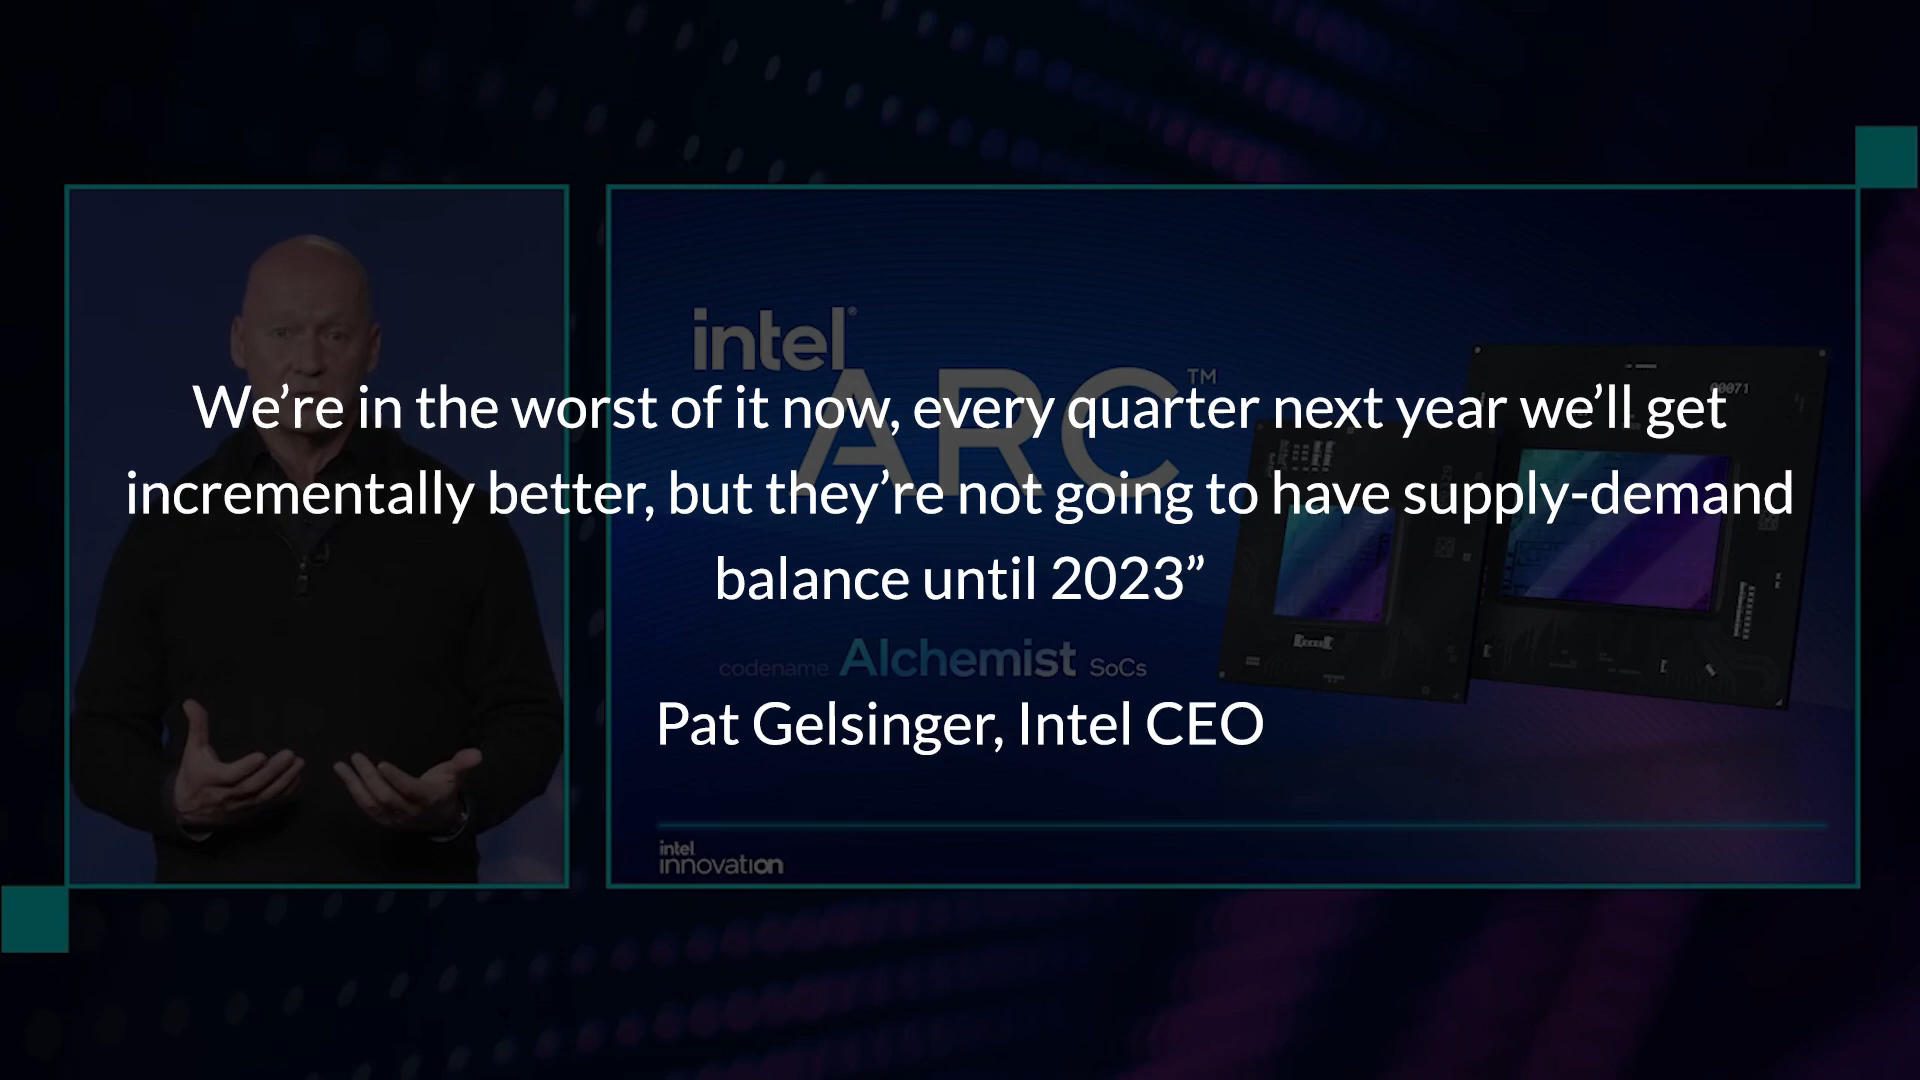 intel®
ARC™
00071
We’re in the worst of it now, every quarter next year we’ll get
incrementally better, but they’re not going to have supply-demand
balance until 2023”
codename Alchemist SoCs
Pat Gelsinger, Intel CEO
intel
innovation